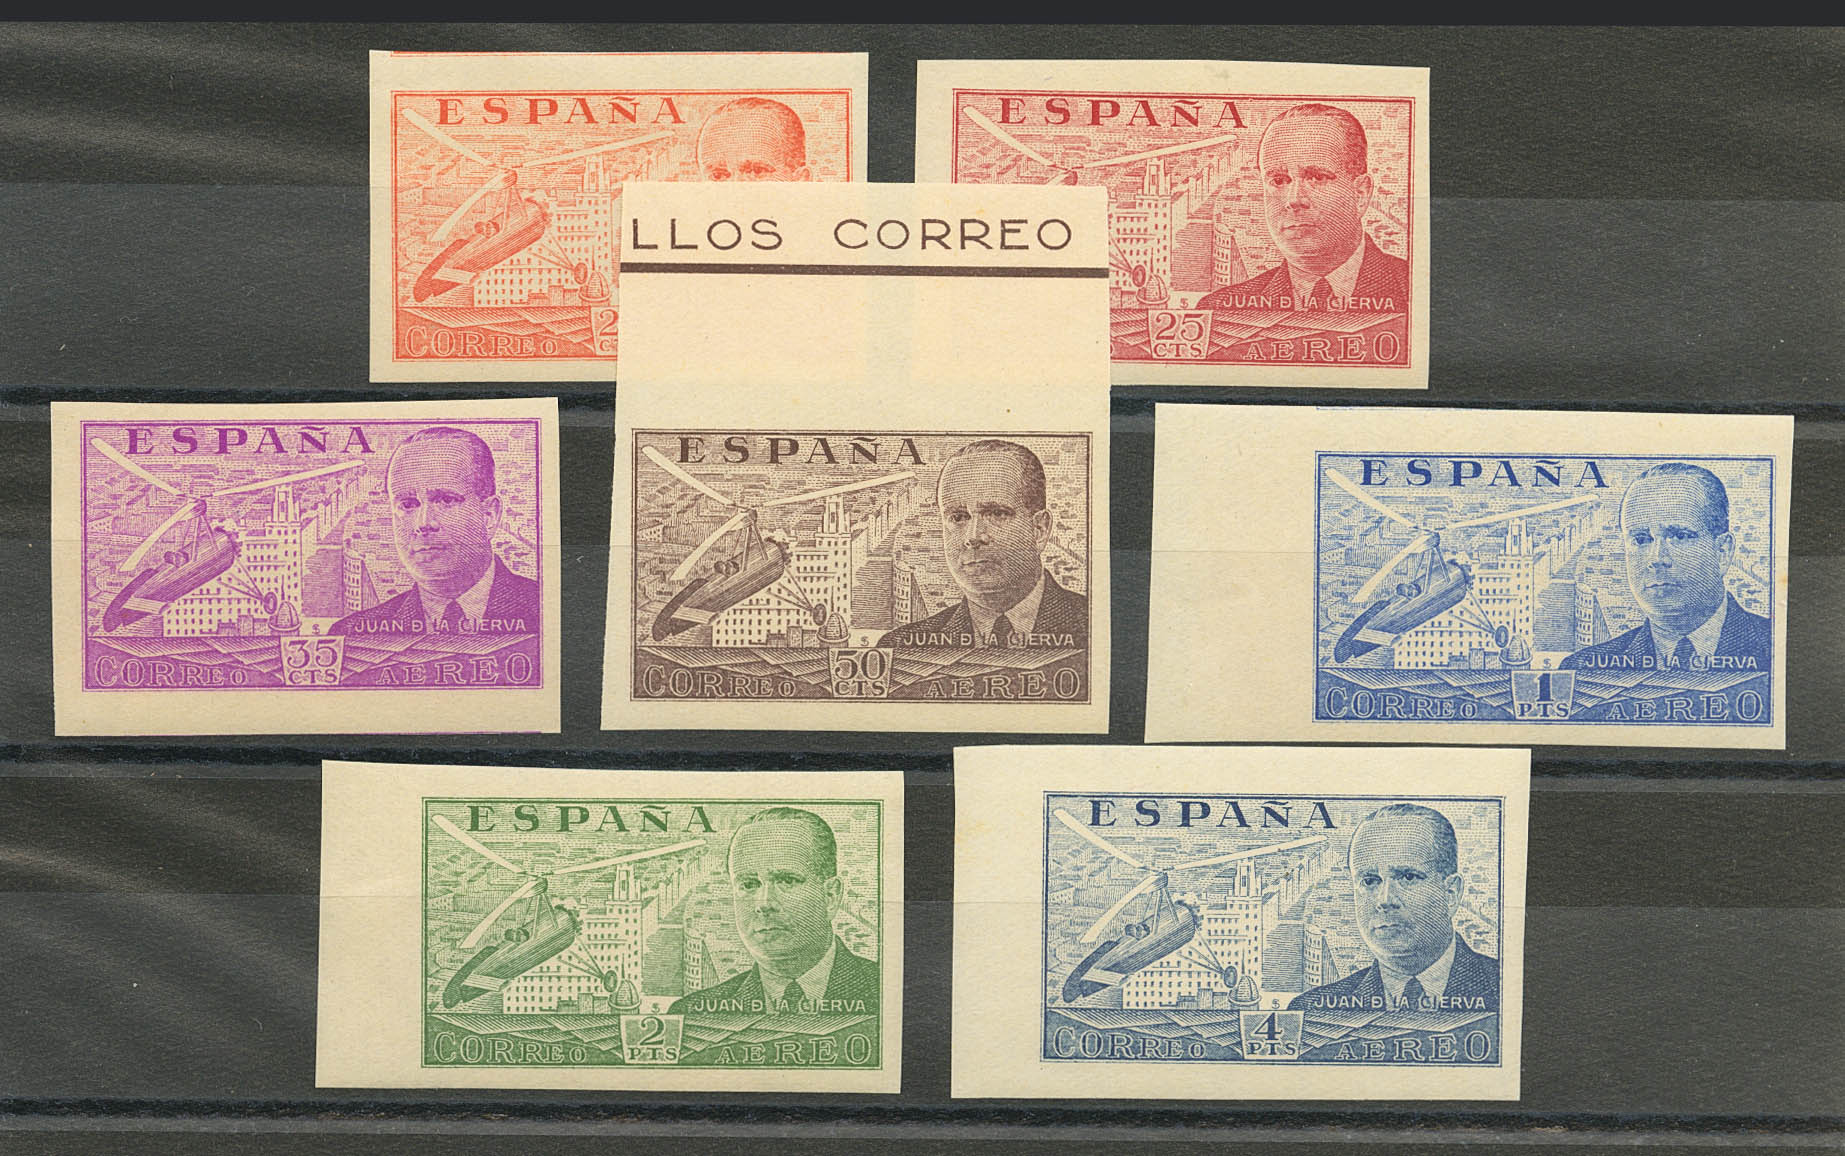 ESPAÑA
CORREO
ESPAÑA
JUAN D LA CIERVA
25
CTS
CORREO AEREO
LLOS CORREO
ESPAÑA
JUAN D LA CIERVA
35
CTS
CORREO AEREO
ESPAÑA
JUAN D LA CIERVA
50
CTS
CORREO AEREO
ESPAÑA
JUAN D LA CIERVA
1
PTS
CORREO AEREO
ESPAÑA
JUAN D LA CIERVA
2
PTS
CORREO AEREO
ESPAÑA
JUAN D LA CIERVA
4
PTS
CORREO AEREO